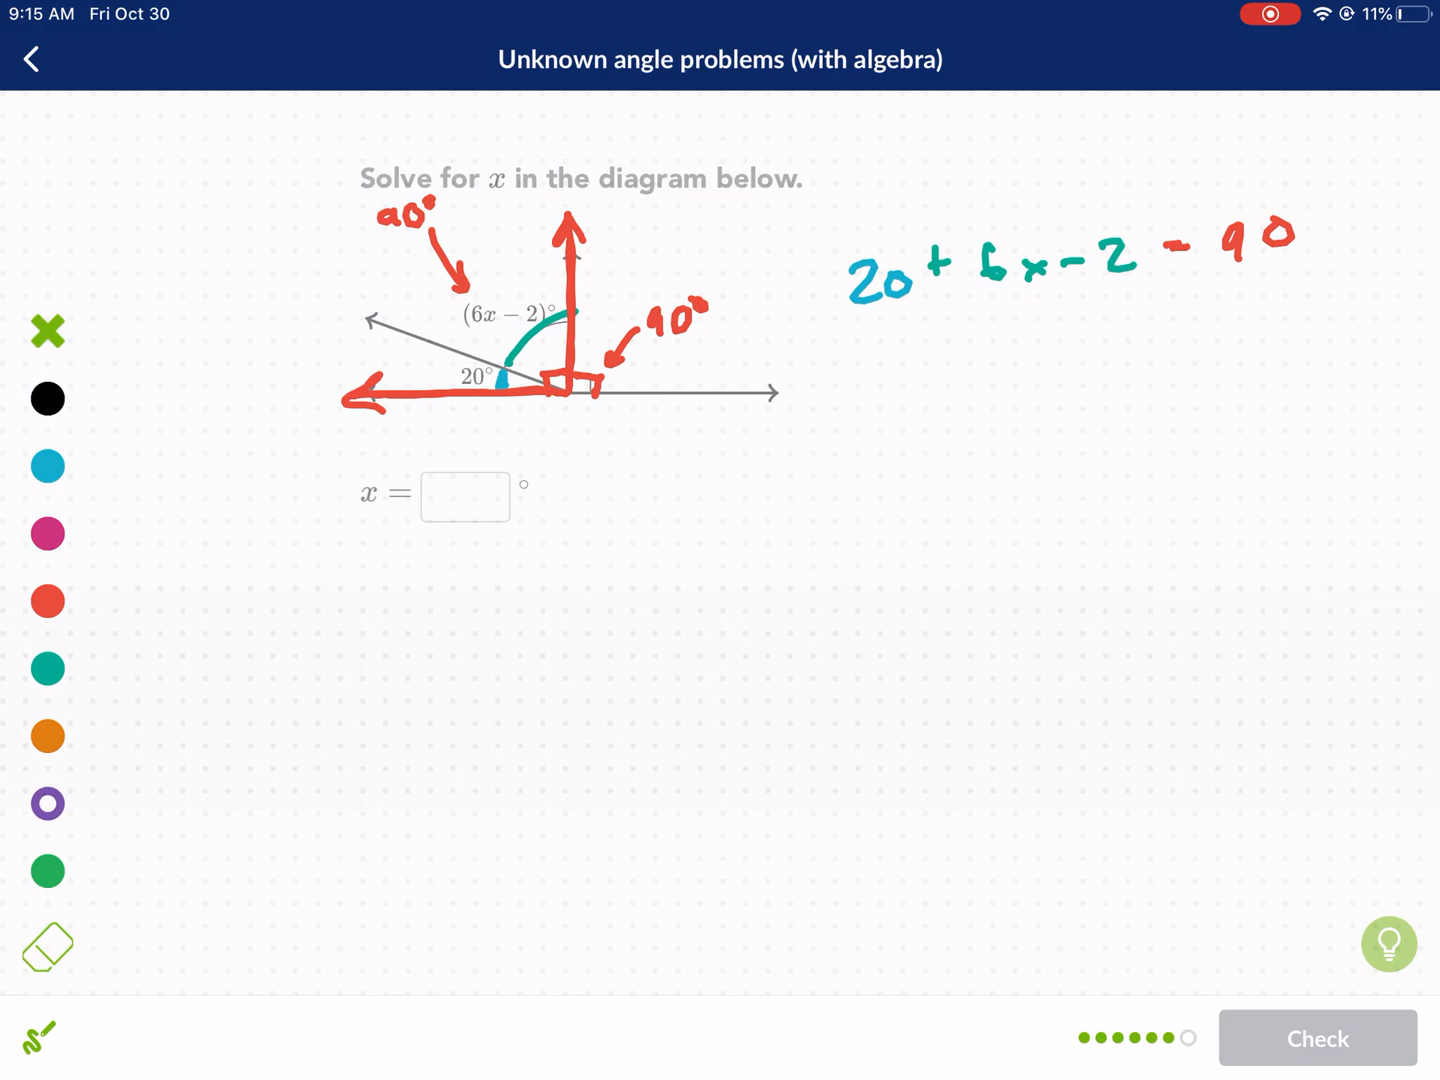 9:15 AM Fri Oct 30
11%
Unknown angle problems (with algebra)
Solve for x in the diagram below.
90°
20 + 6x - 2 = 90
(6x − 2)°
90°
20°
x = °
Check